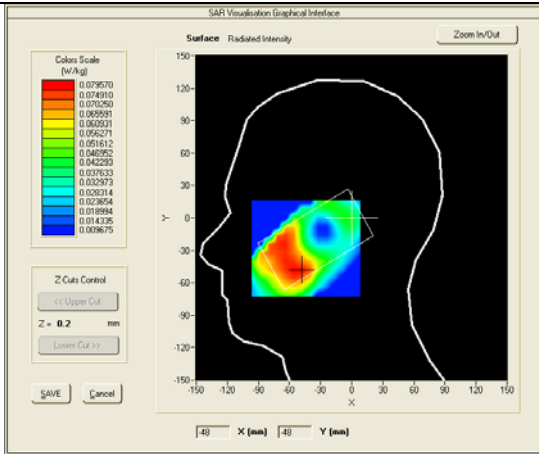 SAR Visualisation Graphical Interface
Surface Radiated Intensity
Zoom In/Out
Colors Scale
(W/kg)
0.079570
0.074910
0.070250
0.065591
0.060931
0.056271
0.051612
0.046952
0.042293
0.037633
0.032973
0.028314
0.023654
0.018994
0.014335
0.009675
Z Cuts Control
<< Upper Cut
Z = 0.2 mm
Lower Cut >>
SAVE Cancel
150
120
90
60
30
0
-30
-60
-90
-120
-150
Y
-150 -120 -90 -60 -30 0 30 60 90 120 150
X
-48 X (mm) -48 Y (mm)